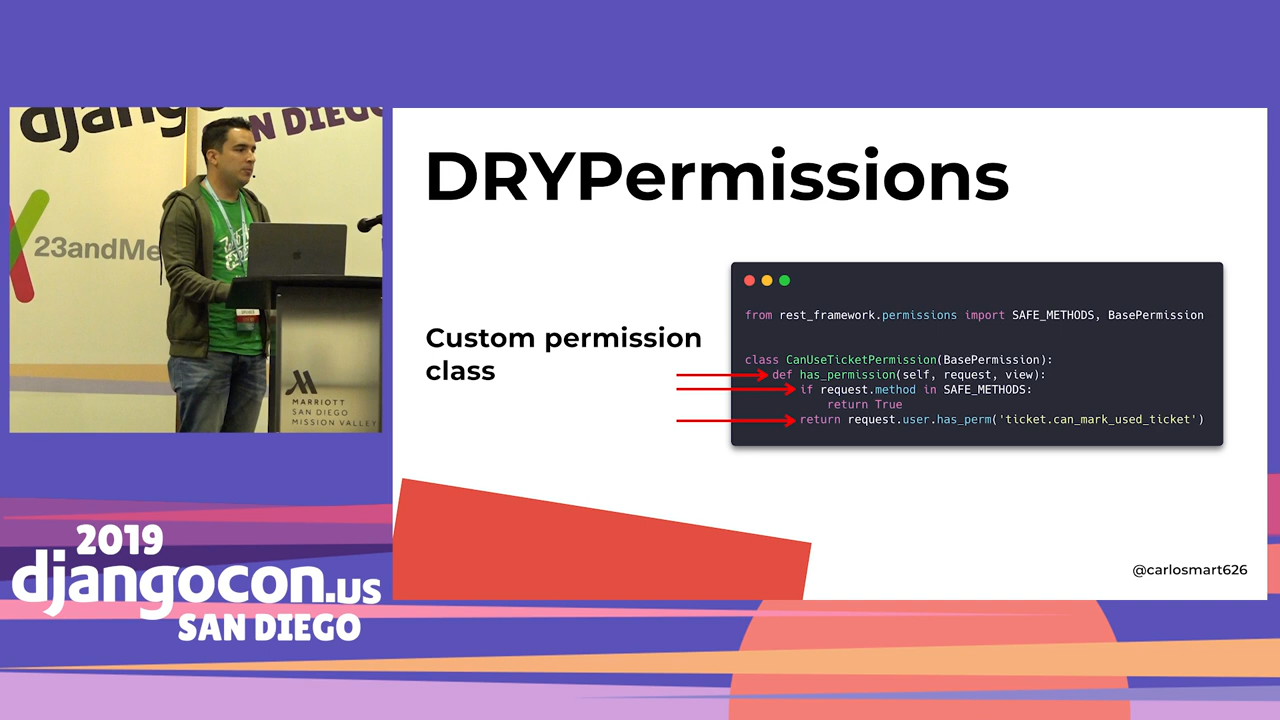 django
N DIEGO
23andMe
MARRIOTT
SAN DIEGO
MISSION VALLEY
2019
djangocon.us
SAN DIEGO
DRYPermissions
Custom permission
class
from rest_framework.permissions import SAFE_METHODS, BasePermission
class CanUseTicketPermission(BasePermission):
def has_permission(self, request, view):
if request.method in SAFE_METHODS:
return True
return request.user.has_perm('ticket.can_mark_used_ticket')
@carlosmart626